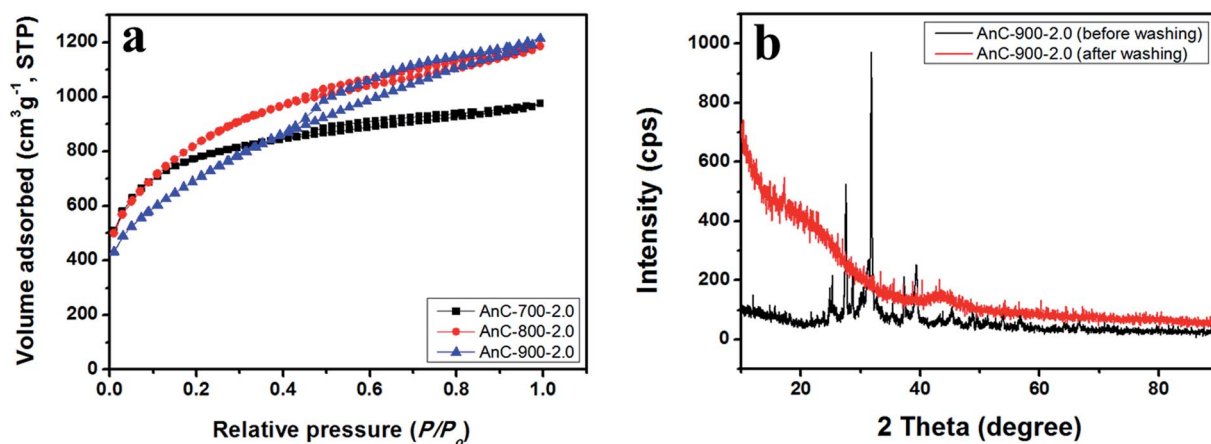 a
1200
1000
800
600
400
200
0
0.0 0.2 0.4 0.6 0.8 1.0
Volume adsorbed (cm³g⁻¹, STP)
Relative pressure (P/Pₒ)
AnC-700-2.0
AnC-800-2.0
AnC-900-2.0
b
1000
800
600
400
200
0
20 40 60 80
Intensity (cps)
2 Theta (degree)
AnC-900-2.0 (before washing)
AnC-900-2.0 (after washing)